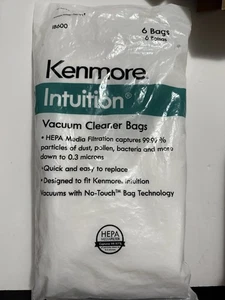 6 Bags
Kenmore
Intuition
Vacuum Cleaner Bags
• HEPA Media Filtration captures 99.97%
particles of dust, pollen, bacteria and more
down to 0.3 microns
•Quick and easy to replace
•Designed to fit Kenmore Intuition
Vacuums with No-Touch™ Bag Technology
HEPA